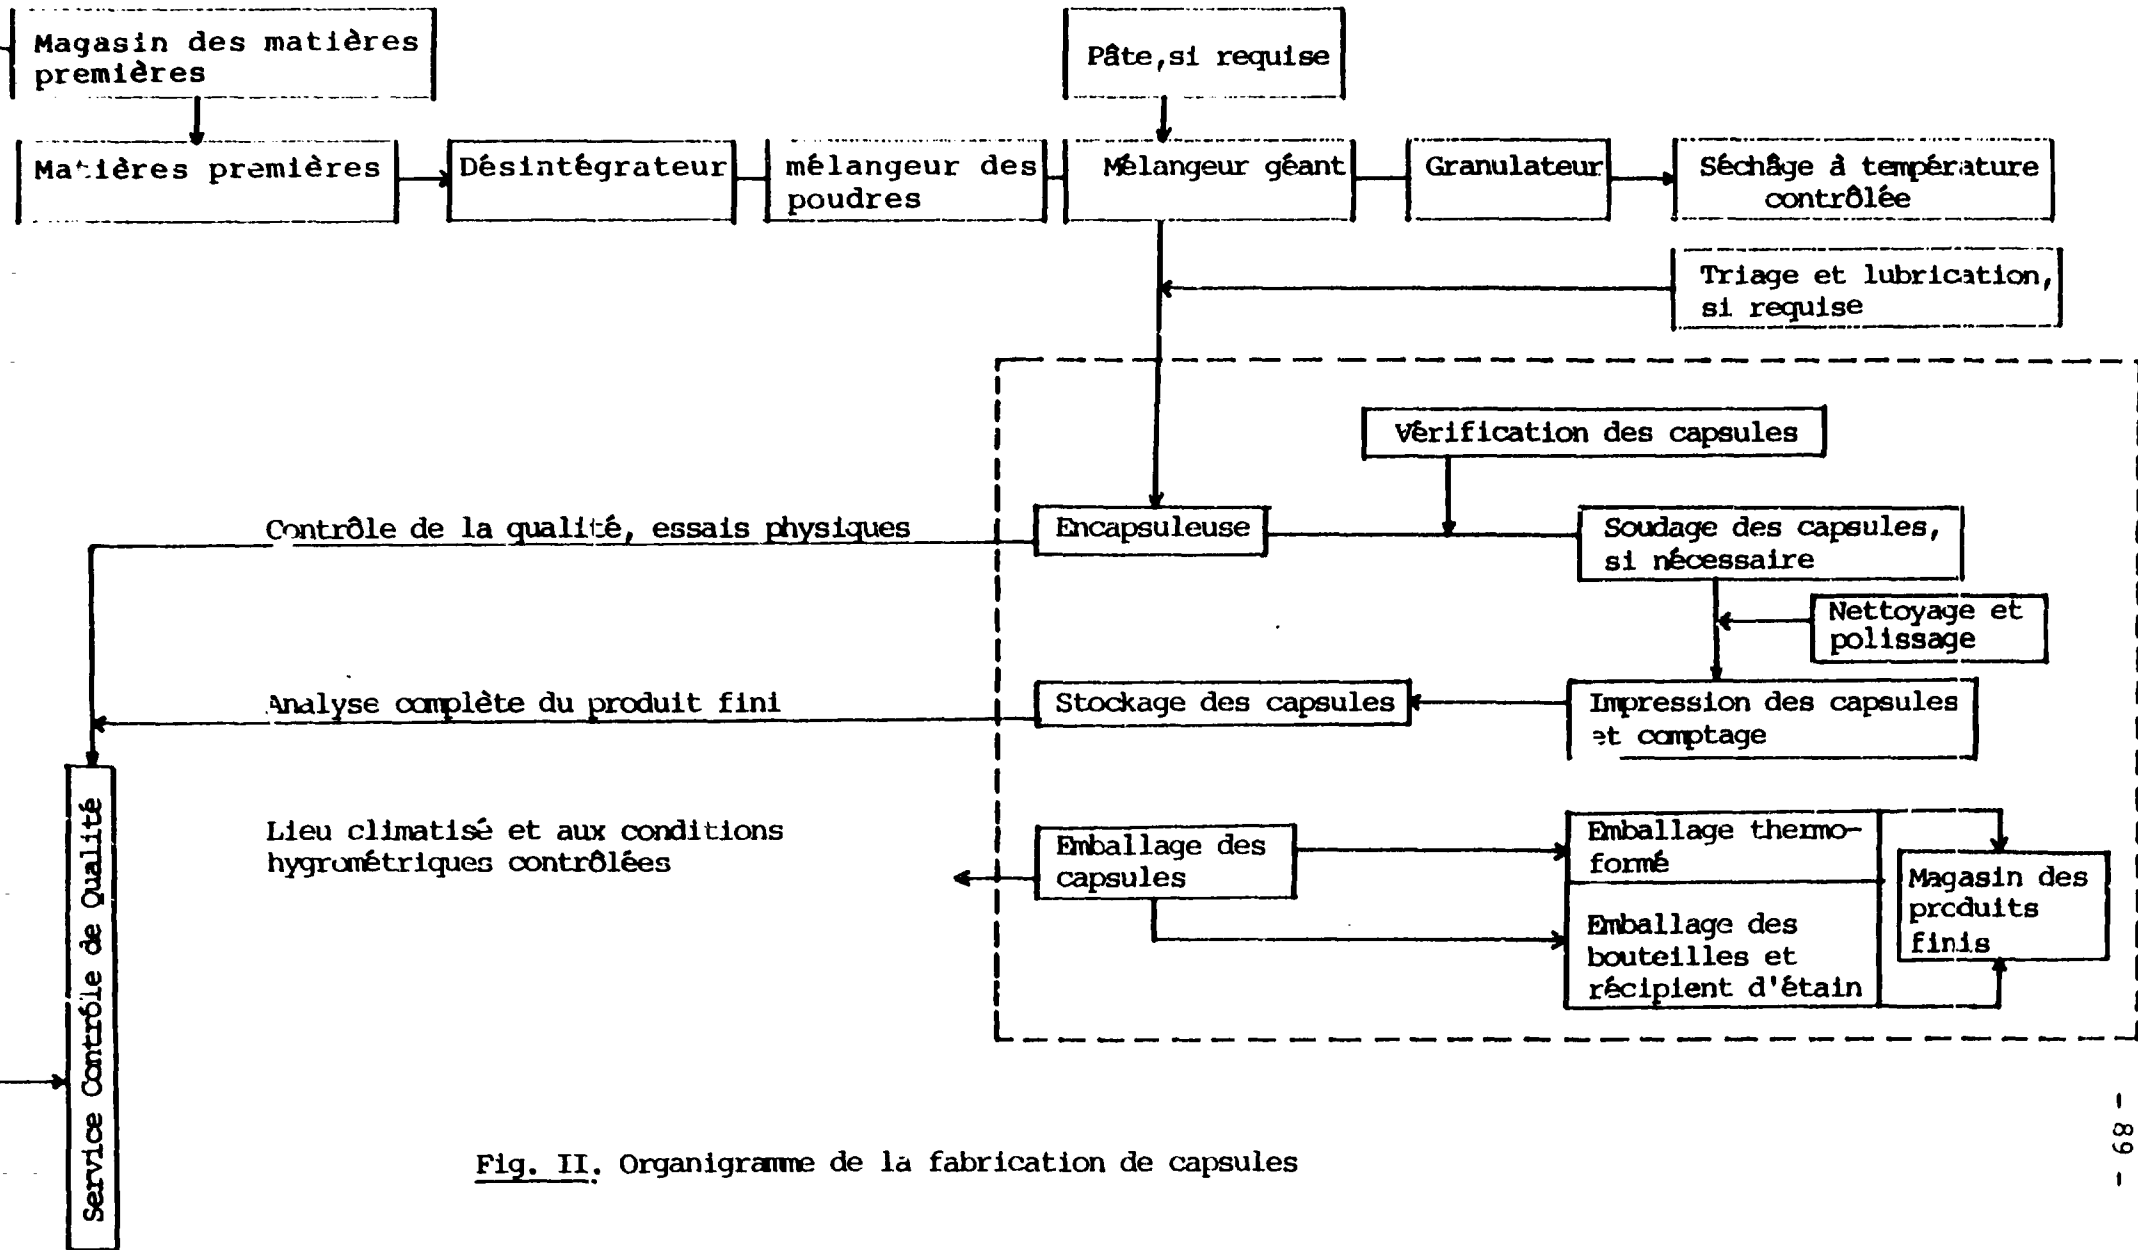 Magasin des matières
premières
Pâte, si requise
Matières premières
Désintégrateur
mélangeur des
poudres
Mélangeur géant
Granulateur
Séchâge à température
contrôlée
Triage et lubrication,
si requise
Vérification des capsules
Contrôle de la qualité, essais physiques
Encapsuleuse
Soudage des capsules,
si nécessaire
Nettoyage et
polissage
Analyse complète du produit fini
Stockage des capsules
Impression des capsules
et comptage
Service Contrôle de Qualité
Lieu climatisé et aux conditions
hygrométriques contrôlées
Emballage des
capsules
Emballage thermo-
formé
Emballage des
bouteilles et
récipient d'étain
Magasin des
produits
finis
Fig. II. Organigramme de la fabrication de capsules
- 89 -